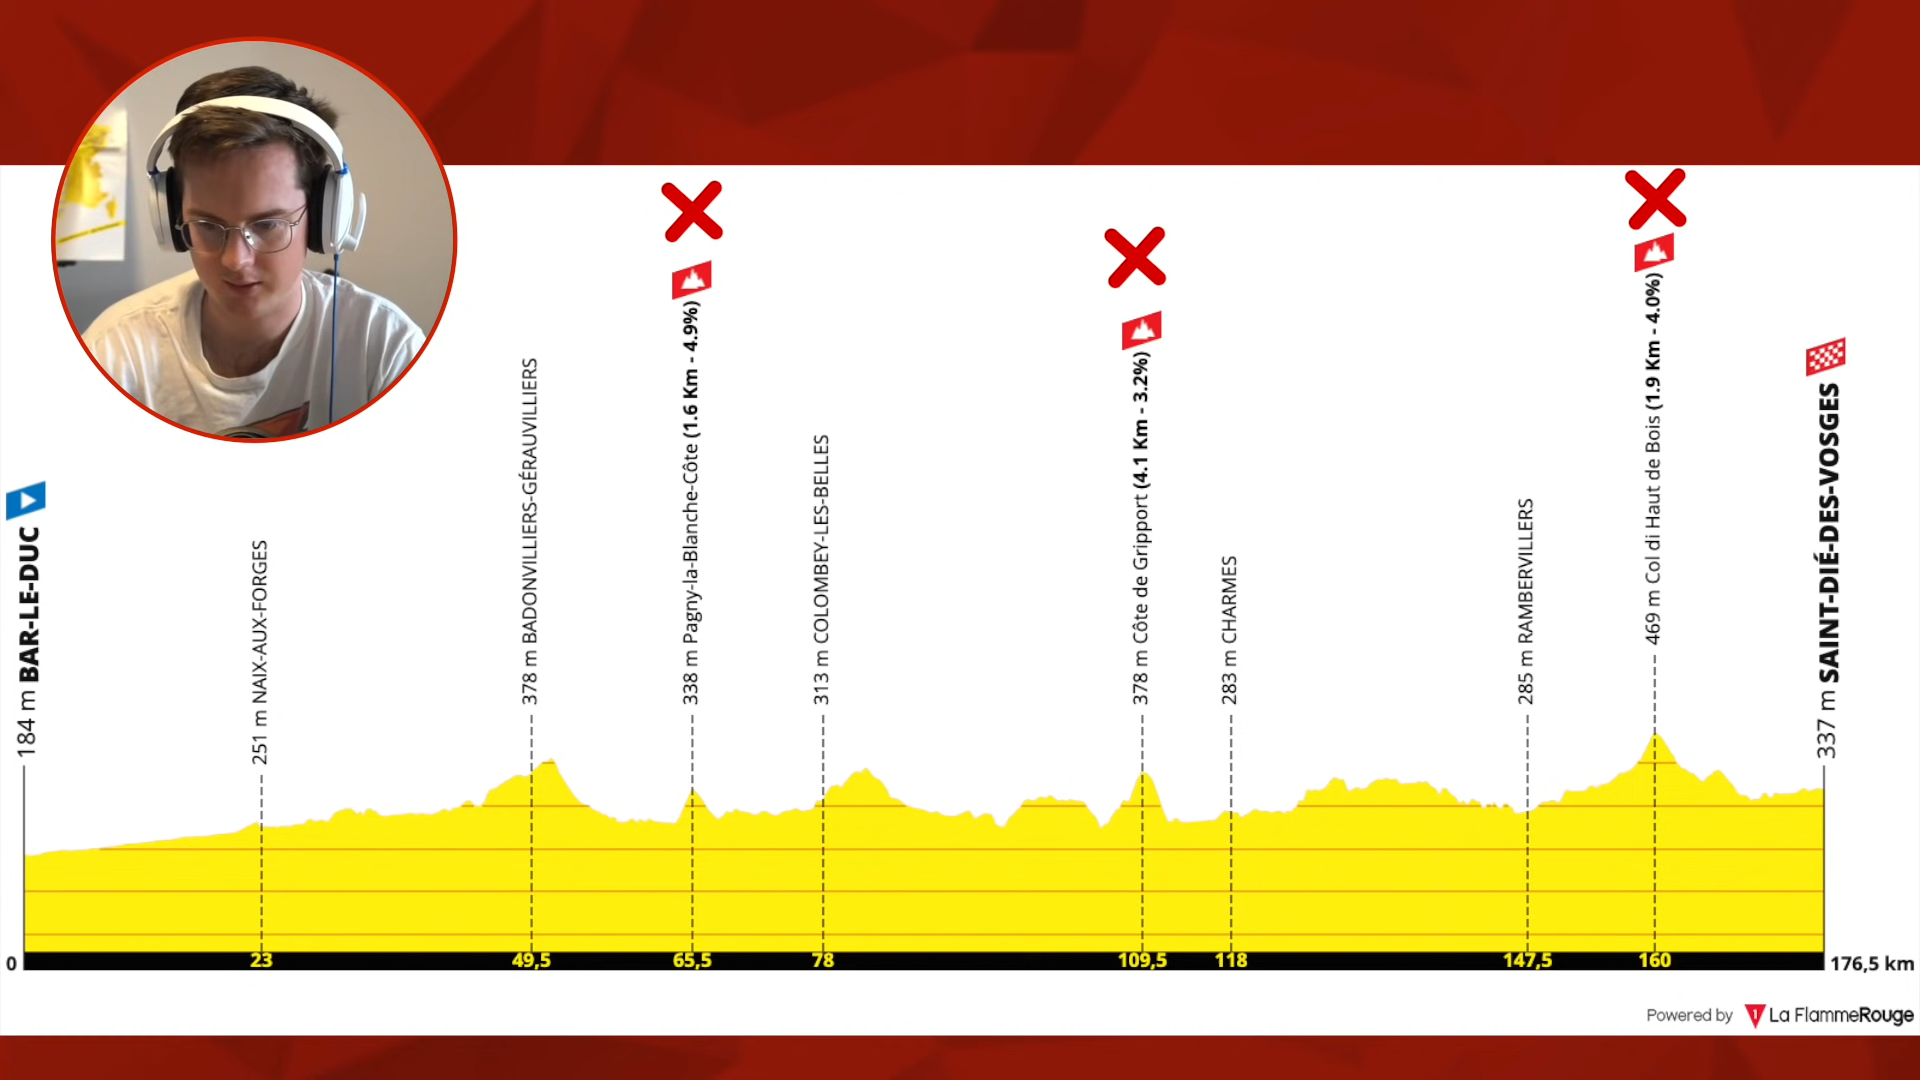 184 m BAR-LE-DUC
251 m NAIX-AUX-FORGES
378 m BADONVILLIERS-GÉRAUVILLIERS
338 m Pagny-la-Blanche-Côte (1.6 Km - 4.9%)
313 m COLOMBEY-LES-BELLES
378 m Côte de Gripport (4.1 Km - 3.2%)
283 m CHARMES
285 m RAMBERVILLERS
469 m Col di Haut de Bois (1.9 Km - 4.0%)
337 m SAINT-DIÉ-DES-VOSGES
0 23 49,5 65,5 78 109,5 118 147,5 160 176,5 km
Powered by 1 La FlammeRouge